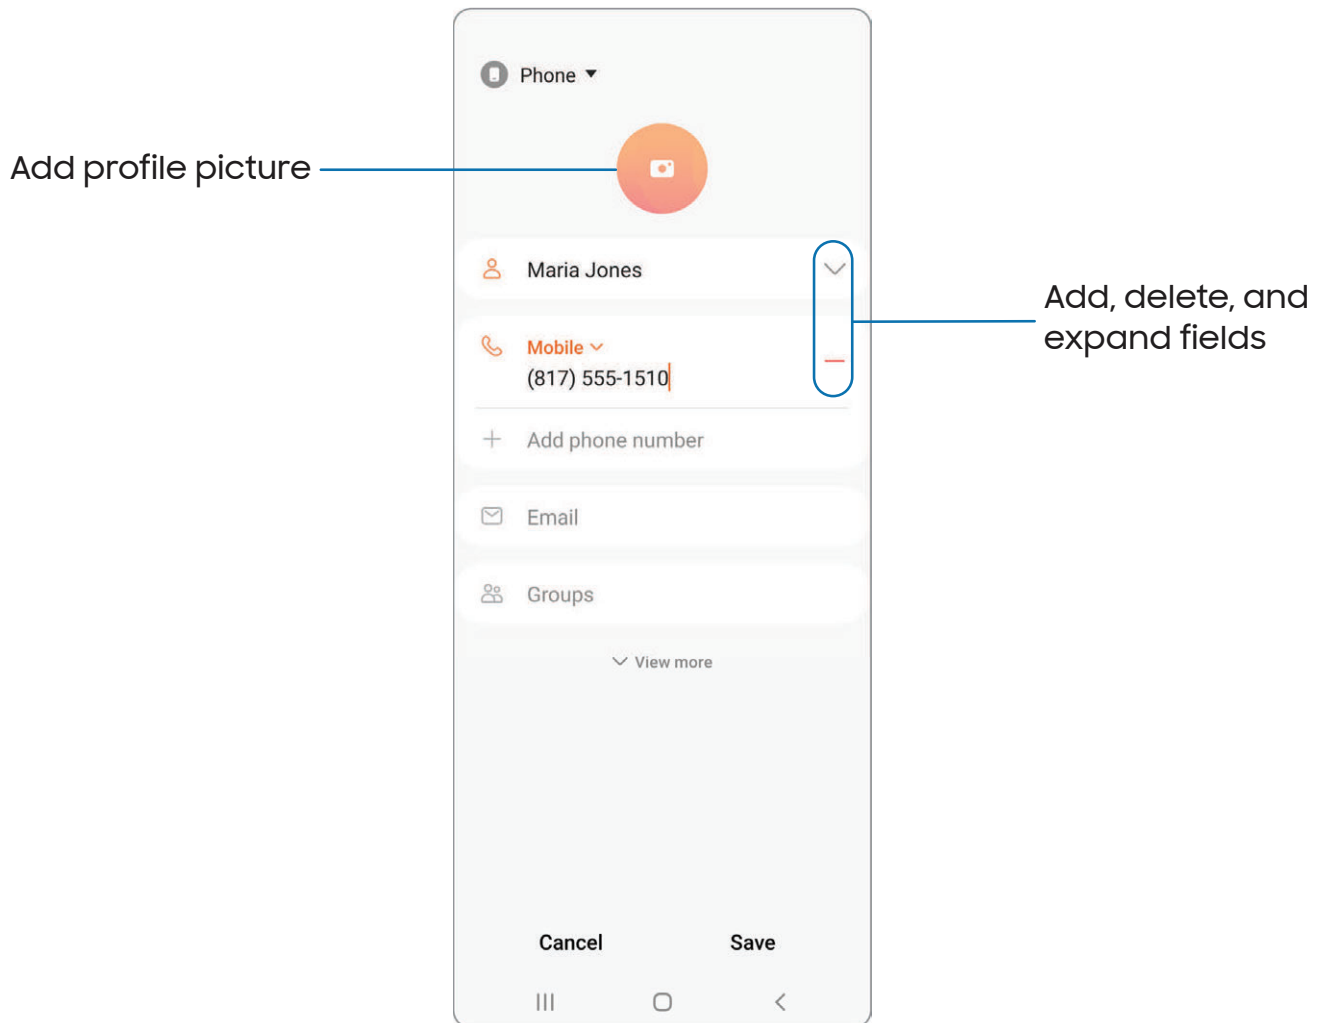 Phone
Add profile picture
Maria Jones
Add, delete, and
expand fields
Mobile
(817) 555-1510
Add phone number
Email
Groups
View more
Cancel
Save